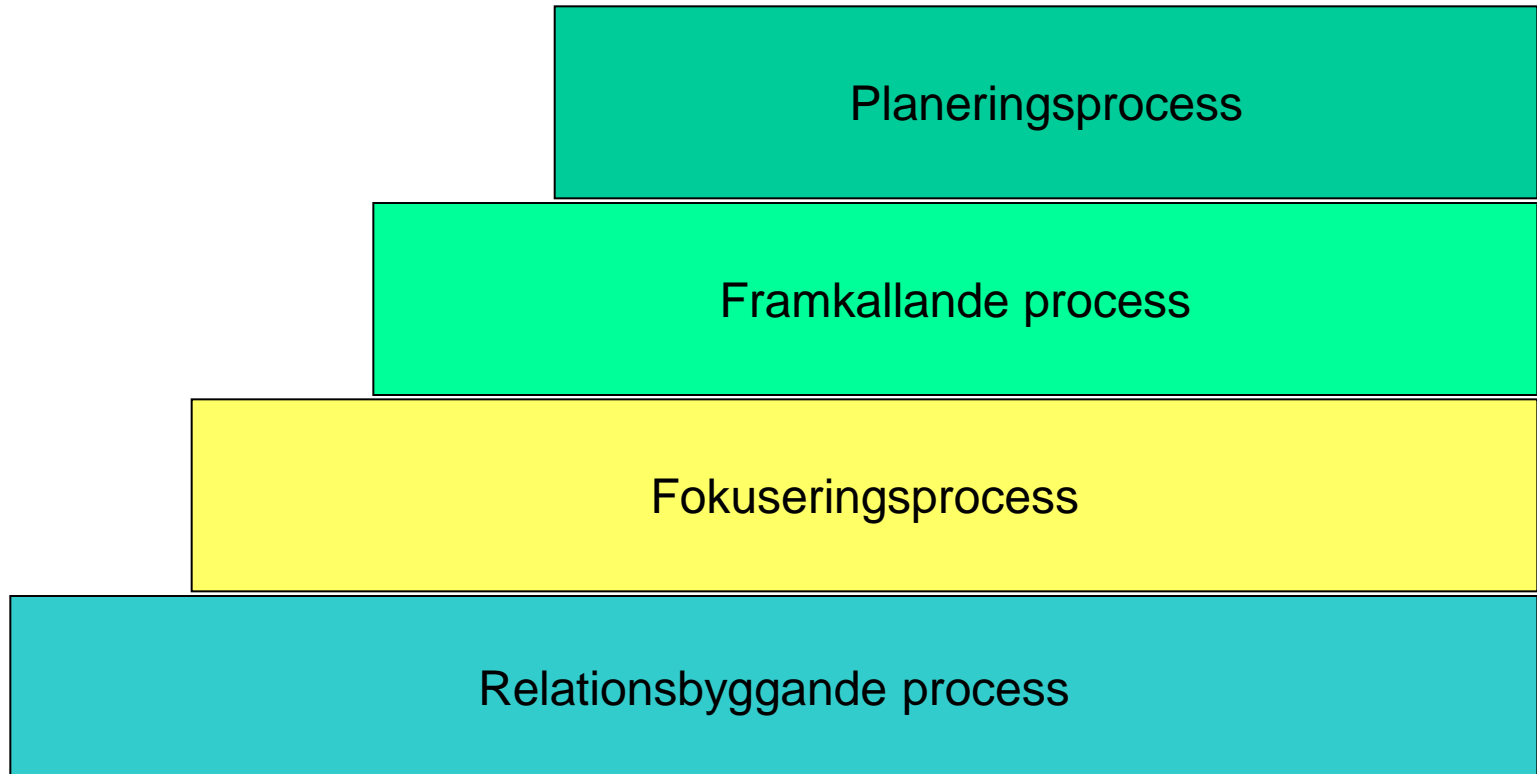 Planeringsprocess
Framkallande process
Fokuseringsprocess
Relationsbyggande process